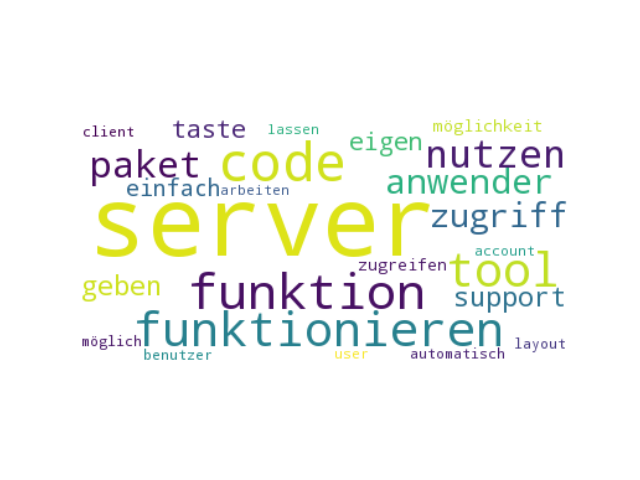 client taste lassen möglichkeit
paket code eigen nutzen
einfach arbeiten anwender
server zugriff
geben funktion zugreifen account tool
support
möglich funktionieren layout
benutzer user automatisch